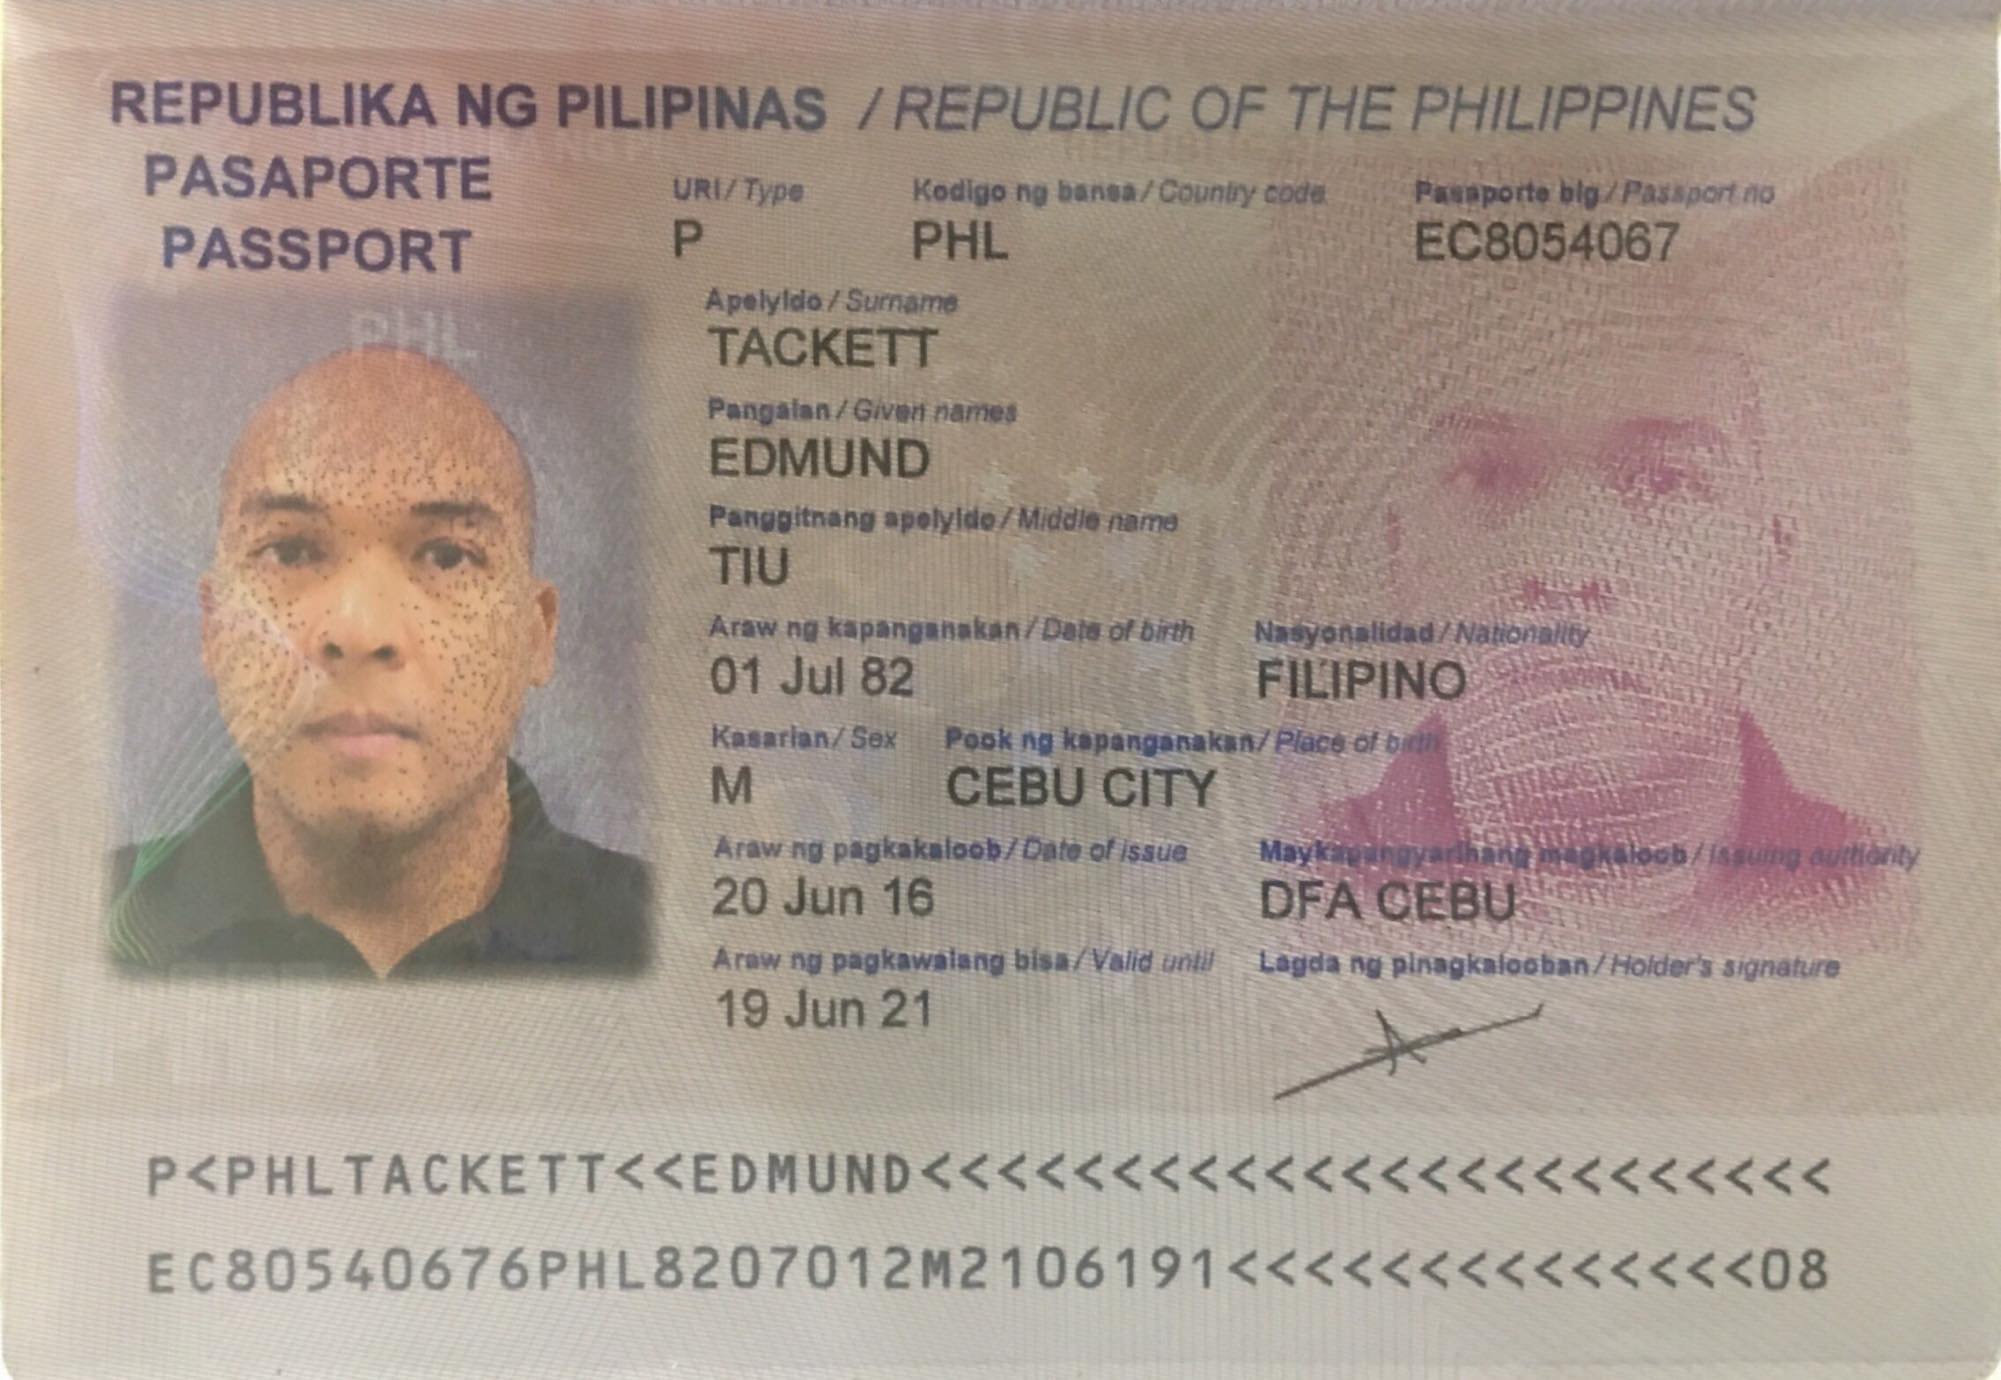 REPUBLIKA NG PILIPINAS / REPUBLIC OF THE PHILIPPINES
PASAPORTE
PASSPORT
URI / Type Kodigo ng bansa / Country code Pasaporte blg / Passport no
P PHL EC8054067
Apelyido / Surname
TACKETT
Pangalan / Given names
EDMUND
Panggitnang apelyido / Middle name
TIU
Araw ng kapanganakan / Date of birth Nasyonalidad / Nationality
01 Jul 82 FILIPINO
Kasarian / Sex Pook ng kapanganakan / Place of birth
M CEBU CITY
Araw ng pagkakaloob / Date of issue Maykapangyarihang magkaloob / Issuing authority
20 Jun 16 DFA CEBU
Araw ng pagkawalang bisa / Valid until Lagda ng pinagkalooban / Holder's signature
19 Jun 21
PHL
P<PHLTACKETT<<EDMUND<<<<<<<<<<<<<<<<<<<<<<<<
EC80540676PHL8207012M2106191<<<<<<<<<<<<<<08